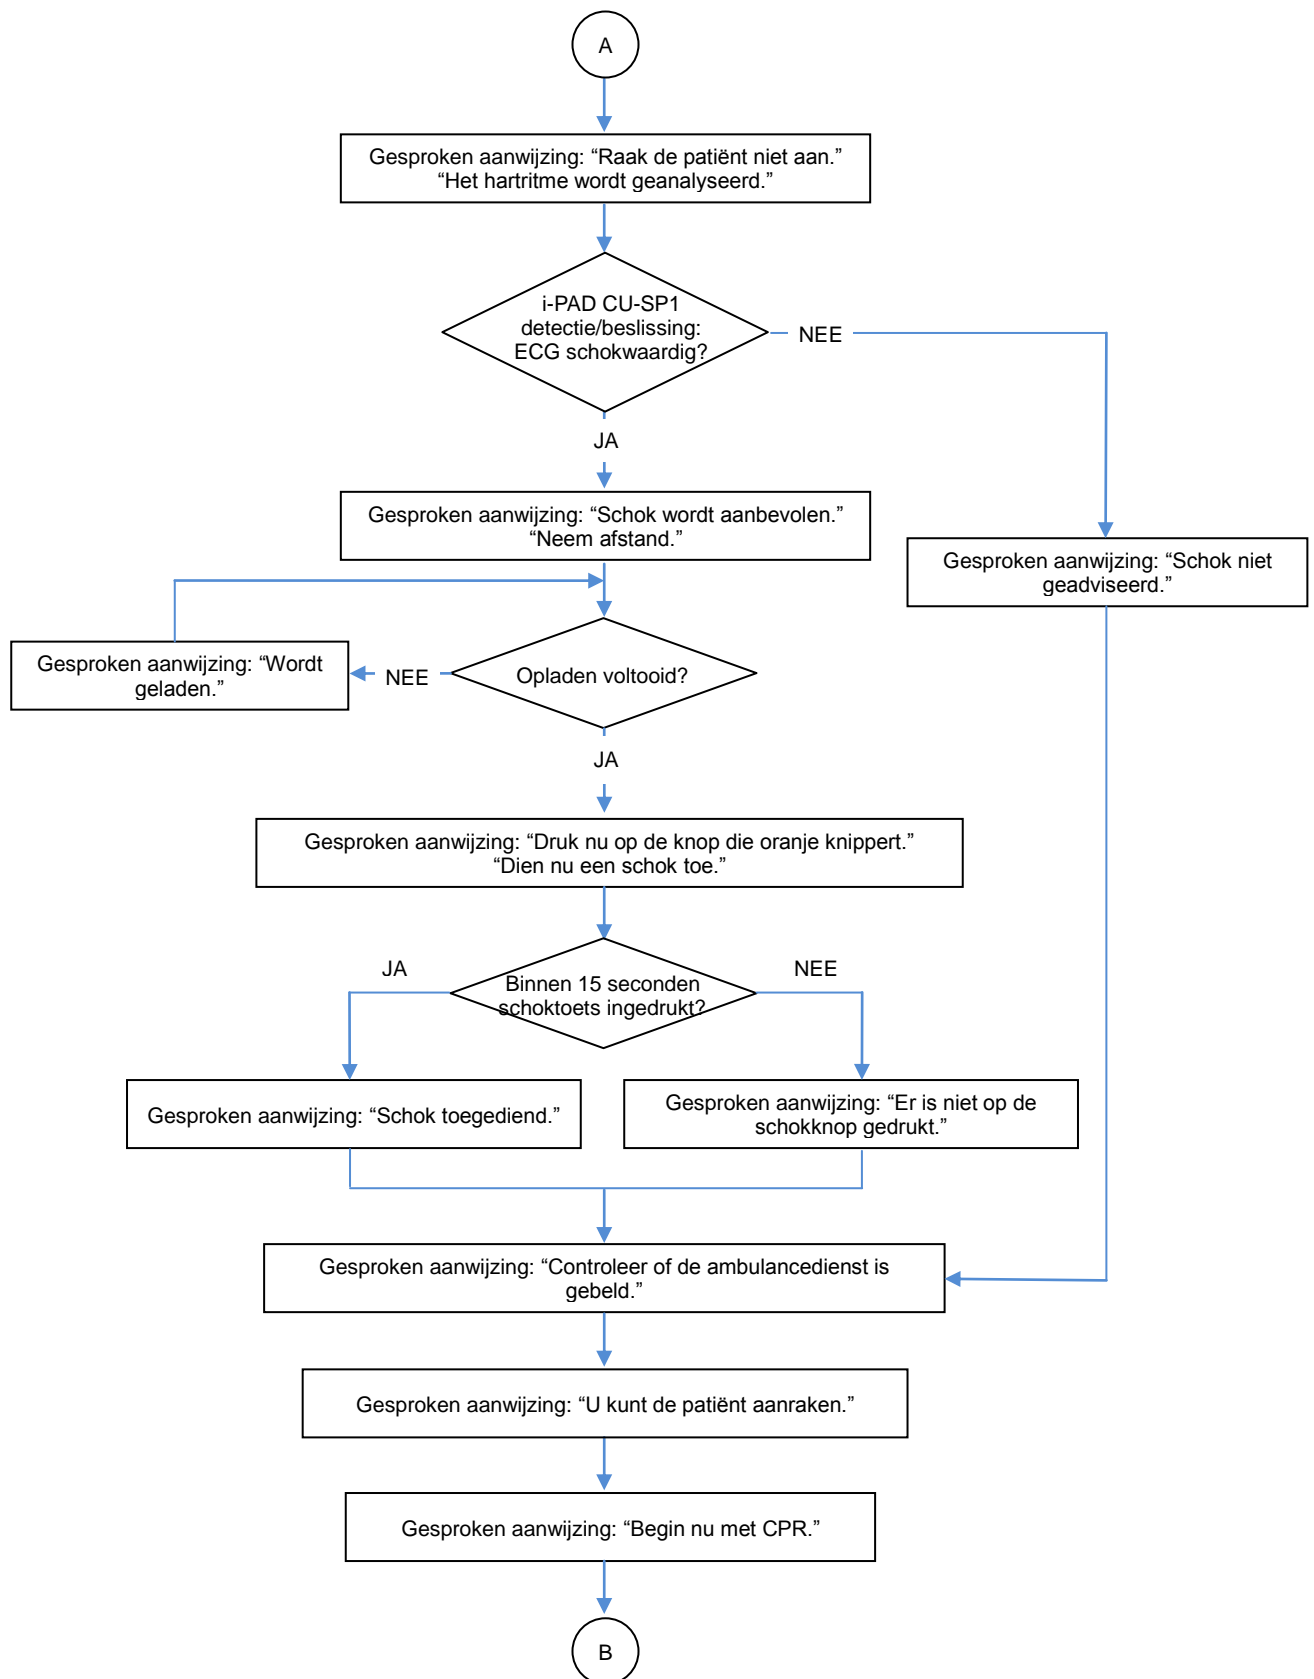 A
Gesproken aanwijzing: “Raak de patiënt niet aan.”
“Het hartritme wordt geanalyseerd.”
i-PAD CU-SP1
detectie/beslissing:
ECG schokwaardig?
NEE
JA
Gesproken aanwijzing: “Schok wordt aanbevolen.”
“Neem afstand.”
Gesproken aanwijzing: “Schok niet
geadviseerd.”
Gesproken aanwijzing: “Wordt
geladen.”
NEE
Opladen voltooid?
JA
Gesproken aanwijzing: “Druk nu op de knop die oranje knippert.”
“Dien nu een schok toe.”
JA
NEE
Binnen 15 seconden
schoktoets ingedrukt?
Gesproken aanwijzing: “Schok toegediend.”
Gesproken aanwijzing: “Er is niet op de
schokknop gedrukt.”
Gesproken aanwijzing: “Controleer of de ambulancedienst is
gebeld.”
Gesproken aanwijzing: “U kunt de patiënt aanraken.”
Gesproken aanwijzing: “Begin nu met CPR.”
B